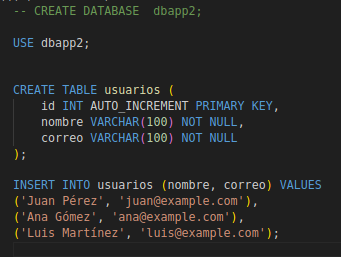 -- CREATE DATABASE  dbapp2;
USE dbapp2;
CREATE TABLE usuarios (
    id INT AUTO_INCREMENT PRIMARY KEY,
    nombre VARCHAR(100) NOT NULL,
    correo VARCHAR(100) NOT NULL
);
INSERT INTO usuarios (nombre, correo) VALUES
('Juan Pérez', 'juan@example.com'),
('Ana Gómez', 'ana@example.com'),
('Luis Martínez', 'luis@example.com');